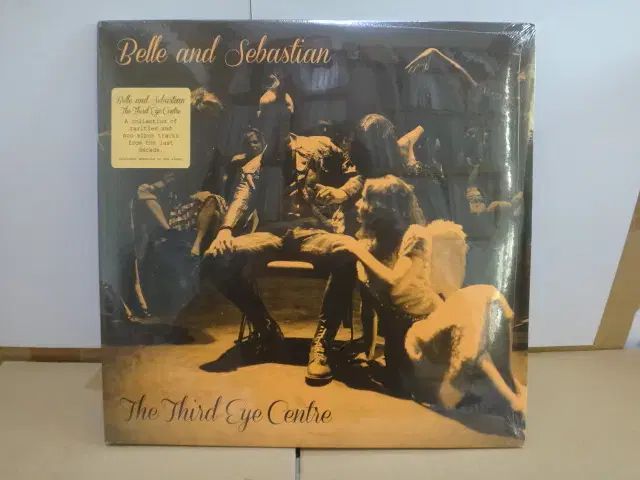 Belle and Sebastian
Belle and Sebastian
The Third Eye Centre
A collection of
rarities and
non album tracks
from the last
decade.
The Third Eye Centre